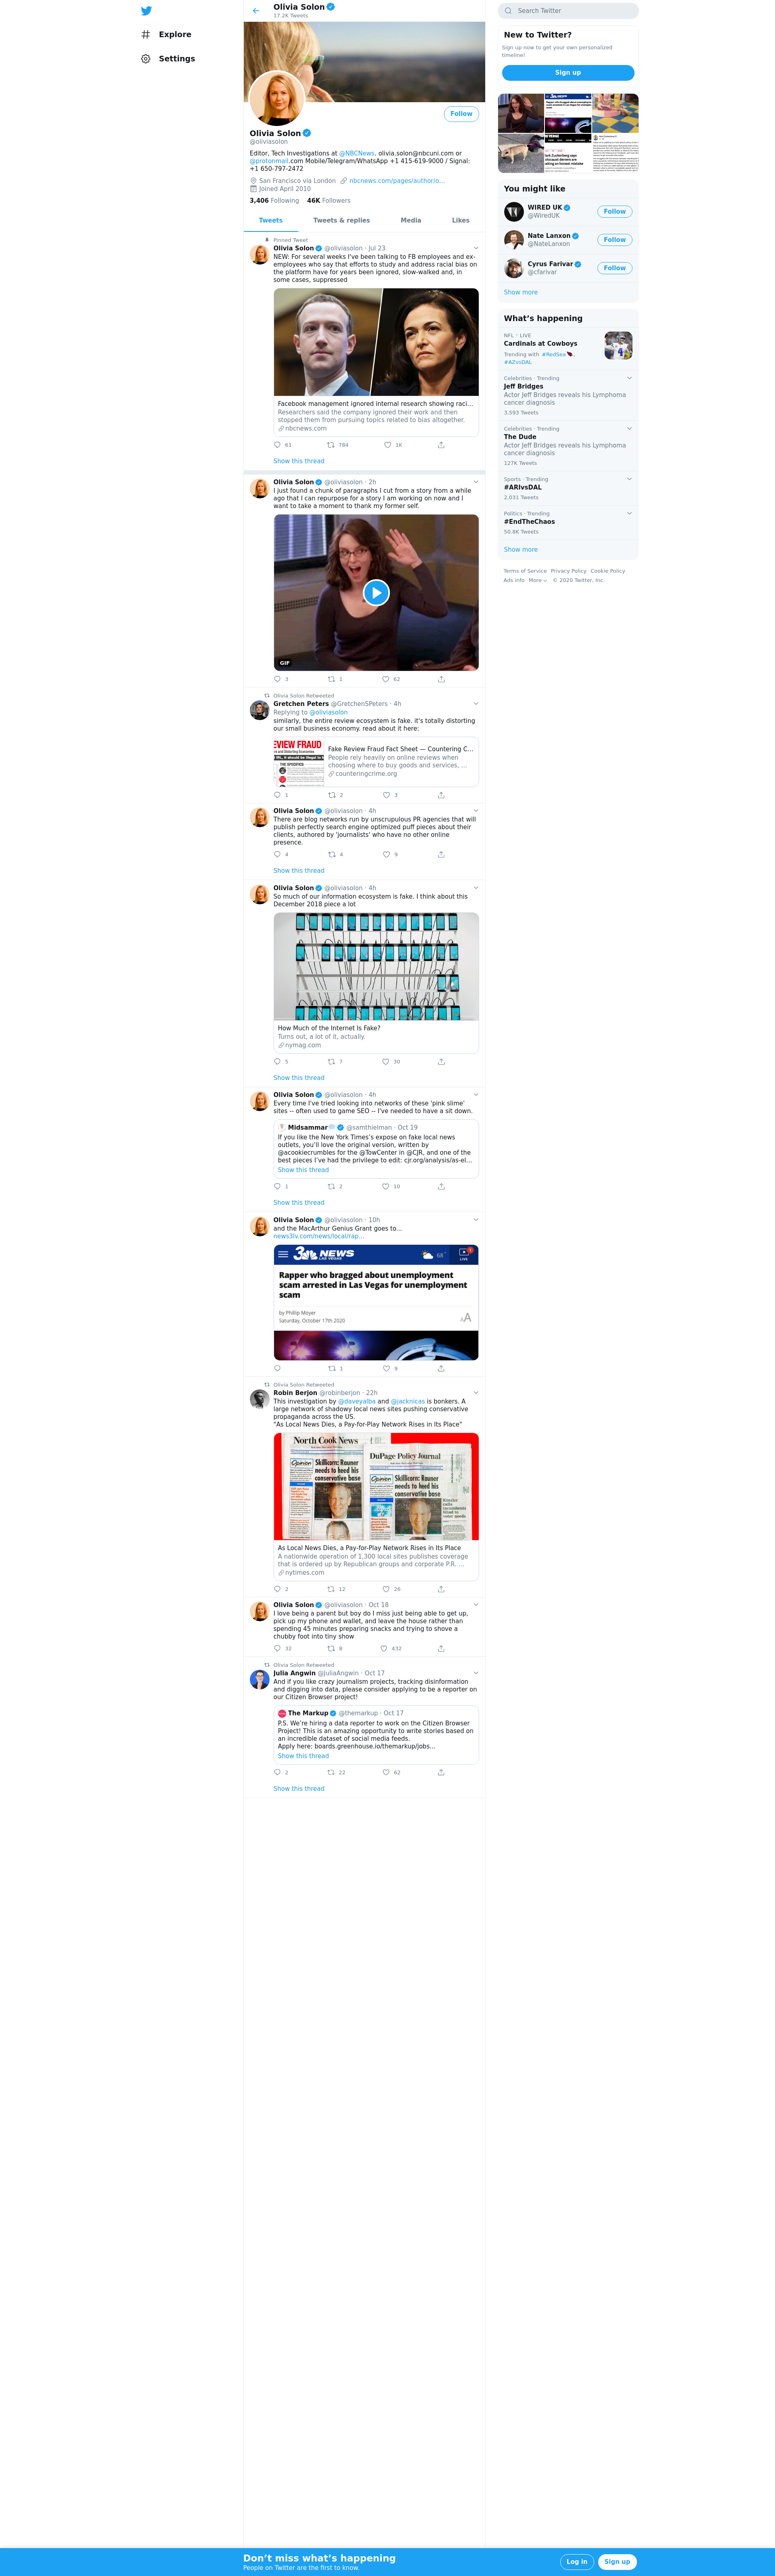 Explore
Settings
Olivia Solon
17.2K Tweets
Follow
Olivia Solon
@oliviasolon
Editor, Tech Investigations at @NBCNews. olivia.solon@nbcuni.com or
@protonmail.com Mobile/Telegram/WhatsApp +1 415-619-9000 / Signal:
+1 650-797-2472
San Francisco via London nbcnews.com/pages/author/o…
Joined April 2010
3,406 Following 46K Followers
Tweets Tweets & replies Media Likes
Pinned Tweet
Olivia Solon @oliviasolon · Jul 23
NEW: For several weeks I've been talking to FB employees and ex-
employees who say that efforts to study and address racial bias on
the platform have for years been ignored, slow-walked and, in
some cases, suppressed
Facebook management ignored internal research showing raci…
Researchers said the company ignored their work and then
stopped them from pursuing topics related to bias altogether.
nbcnews.com
61 784 1K
Show this thread
Olivia Solon @oliviasolon · 2h
I just found a chunk of paragraphs I cut from a story from a while
ago that I can repurpose for a story I am working on now and I
want to take a moment to thank my former self.
GIF
3 1 62
Olivia Solon Retweeted
Gretchen Peters @GretchenSPeters · 4h
Replying to @oliviasolon
similarly, the entire review ecosystem is fake. it's totally distorting
our small business economy. read about it here:
Fake Review Fraud Fact Sheet — Countering C…
People rely heavily on online reviews when
choosing where to buy goods and services, …
counteringcrime.org
1 2 3
Olivia Solon @oliviasolon · 4h
There are blog networks run by unscrupulous PR agencies that will
publish perfectly search engine optimized puff pieces about their
clients, authored by 'journalists' who have no other online
presence.
4 4 9
Show this thread
Olivia Solon @oliviasolon · 4h
So much of our information ecosystem is fake. I think about this
December 2018 piece a lot
How Much of the Internet Is Fake?
Turns out, a lot of it, actually.
nymag.com
5 7 30
Show this thread
Olivia Solon @oliviasolon · 4h
Every time I've tried looking into networks of these 'pink slime'
sites -- often used to game SEO -- I've needed to have a sit down.
Midsammar @samthielman · Oct 19
If you like the New York Times's expose on fake local news
outlets, you'll love the original version, written by
@acookiecrumbles for the @TowCenter in @CJR, and one of the
best pieces I've had the privilege to edit: cjr.org/analysis/as-el…
Show this thread
1 2 10
Show this thread
Olivia Solon @oliviasolon · 10h
and the MacArthur Genius Grant goes to...
news3lv.com/news/local/rap…
3 NEWS
LAS VEGAS
68°
LIVE
Rapper who bragged about unemployment
scam arrested in Las Vegas for unemployment
scam
by Phillip Moyer
Saturday, October 17th 2020
AA
1 9
Olivia Solon Retweeted
Robin Berjon @robinberjon · 22h
This investigation by @daveyalba and @jacknicas is bonkers. A
large network of shadowy local news sites pushing conservative
propaganda across the US.
"As Local News Dies, a Pay-for-Play Network Rises in Its Place"
North Cook News
DuPage Policy Journal
Opinion
Skillicorn: Rauner
needs to heed his
conservative base
Opinion
Skillicorn: Rauner
needs to heed his
conservative base
As Local News Dies, a Pay-for-Play Network Rises in Its Place
A nationwide operation of 1,300 local sites publishes coverage
that is ordered up by Republican groups and corporate P.R. …
nytimes.com
2 12 26
Olivia Solon @oliviasolon · Oct 18
I love being a parent but boy do I miss just being able to get up,
pick up my phone and wallet, and leave the house rather than
spending 45 minutes preparing snacks and trying to shove a
chubby foot into tiny show
32 8 432
Olivia Solon Retweeted
Julia Angwin @JuliaAngwin · Oct 17
And if you like crazy journalism projects, tracking disinformation
and digging into data, please consider applying to be a reporter on
our Citizen Browser project!
The Markup @themarkup · Oct 17
P.S. We're hiring a data reporter to work on the Citizen Browser
Project! This is an amazing opportunity to write stories based on
an incredible dataset of social media feeds.
Apply here: boards.greenhouse.io/themarkup/jobs…
Show this thread
2 22 62
Show this thread
Search Twitter
New to Twitter?
Sign up now to get your own personalized
timeline!
Sign up
You might like
WIRED UK
@WiredUK
Follow
Nate Lanxon
@NateLanxon
Follow
Cyrus Farivar
@cfarivar
Follow
Show more
What's happening
NFL · LIVE
Cardinals at Cowboys
Trending with #RedSea,
#AZvsDAL
Celebrities · Trending
Jeff Bridges
Actor Jeff Bridges reveals his Lymphoma
cancer diagnosis
3,593 Tweets
Celebrities · Trending
The Dude
Actor Jeff Bridges reveals his Lymphoma
cancer diagnosis
127K Tweets
Sports · Trending
#ARIvsDAL
2,031 Tweets
Politics · Trending
#EndTheChaos
50.8K Tweets
Show more
Terms of Service Privacy Policy Cookie Policy
Ads info More © 2020 Twitter, Inc.
Don't miss what's happening
People on Twitter are the first to know.
Log in Sign up